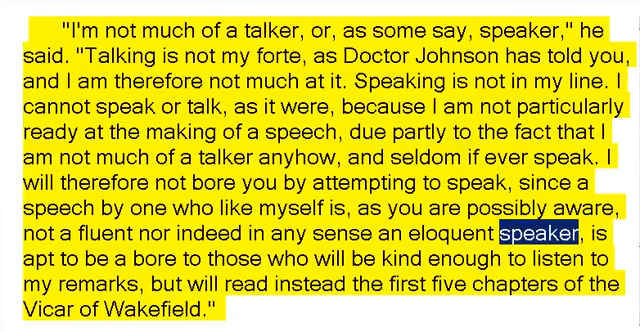 "I'm not much of a talker, or, as some say, speaker," he
said. "Talking is not my forte, as Doctor Johnson has told you,
and I am therefore not much at it. Speaking is not in my line. I
cannot speak or talk, as it were, because I am not particularly
ready at the making of a speech, due partly to the fact that I
am not much of a talker anyhow, and seldom if ever speak. I
will therefore not bore you by attempting to speak, since a
speech by one who like myself is, as you are possibly aware,
not a fluent nor indeed in any sense an eloquent speaker, is
apt to be a bore to those who will be kind enough to listen to
my remarks, but will read instead the first five chapters of the
Vicar of Wakefield."